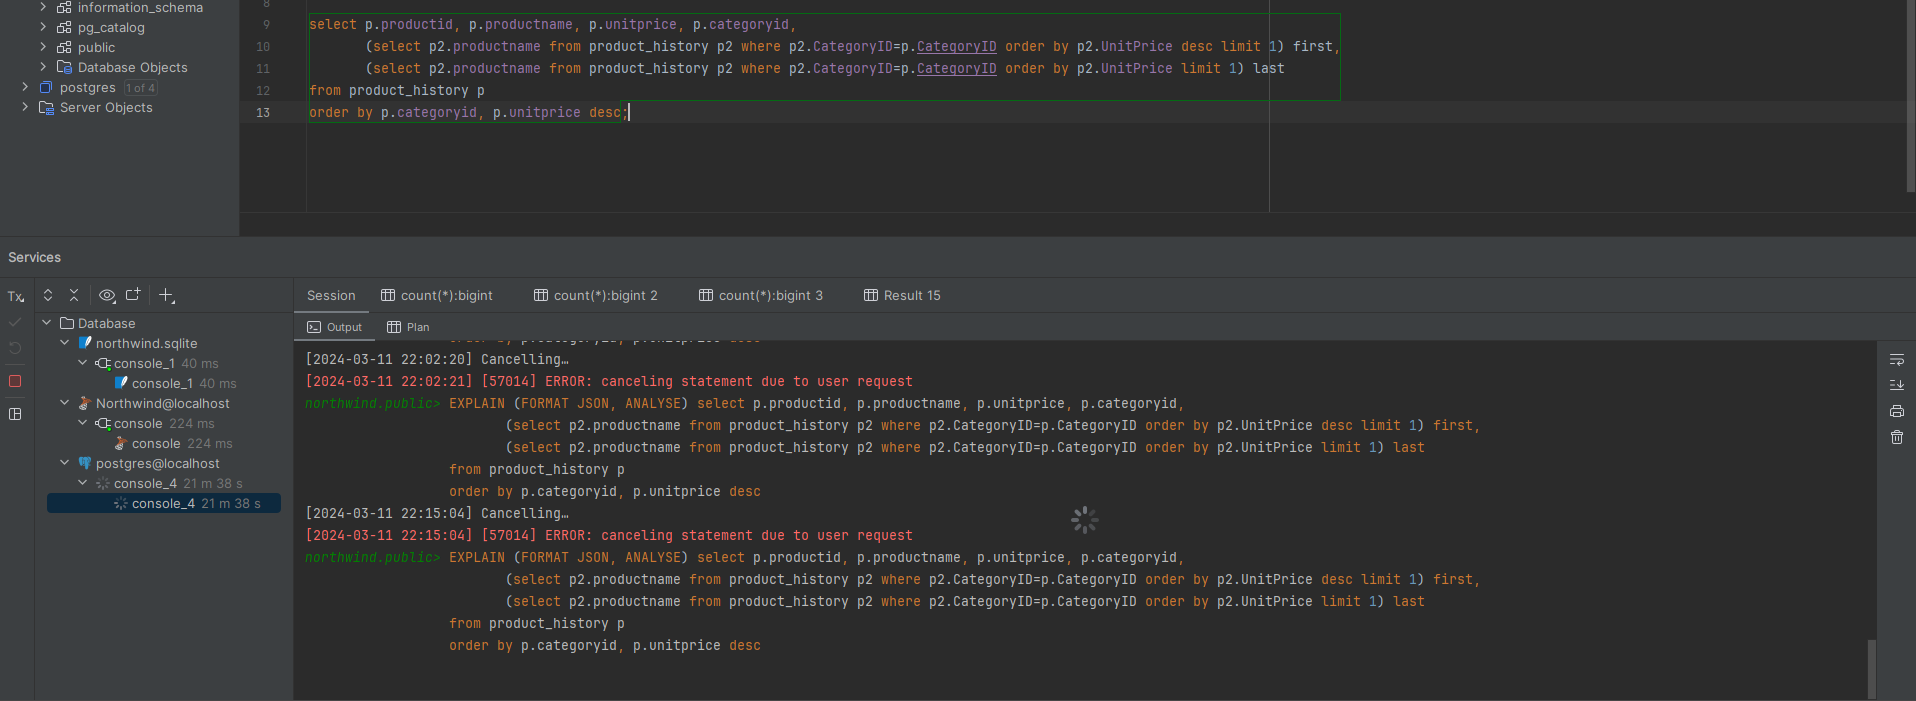 information_schema
pg_catalog
public
Database Objects
postgres 1 of 4
Server Objects
8
9 select p.productid, p.productname, p.unitprice, p.categoryid,
10 (select p2.productname from product_history p2 where p2.CategoryID=p.CategoryID order by p2.UnitPrice desc limit 1) first,
11 (select p2.productname from product_history p2 where p2.CategoryID=p.CategoryID order by p2.UnitPrice limit 1) last
12 from product_history p
13 order by p.categoryid, p.unitprice desc;
Services
Tx
Database
northwind.sqlite
console_1 40 ms
console_1 40 ms
Northwind@localhost
console 224 ms
console 224 ms
postgres@localhost
console_4 21 m 38 s
console_4 21 m 38 s
Session count(*):bigint count(*):bigint 2 count(*):bigint 3 Result 15
Output Plan
order by p.categoryid, p.unitprice desc
[2024-03-11 22:02:20] Cancelling…
[2024-03-11 22:02:21] [57014] ERROR: canceling statement due to user request
northwind.public> EXPLAIN (FORMAT JSON, ANALYSE) select p.productid, p.productname, p.unitprice, p.categoryid,
(select p2.productname from product_history p2 where p2.CategoryID=p.CategoryID order by p2.UnitPrice desc limit 1) first,
(select p2.productname from product_history p2 where p2.CategoryID=p.CategoryID order by p2.UnitPrice limit 1) last
from product_history p
order by p.categoryid, p.unitprice desc
[2024-03-11 22:15:04] Cancelling…
[2024-03-11 22:15:04] [57014] ERROR: canceling statement due to user request
northwind.public> EXPLAIN (FORMAT JSON, ANALYSE) select p.productid, p.productname, p.unitprice, p.categoryid,
(select p2.productname from product_history p2 where p2.CategoryID=p.CategoryID order by p2.UnitPrice desc limit 1) first,
(select p2.productname from product_history p2 where p2.CategoryID=p.CategoryID order by p2.UnitPrice limit 1) last
from product_history p
order by p.categoryid, p.unitprice desc